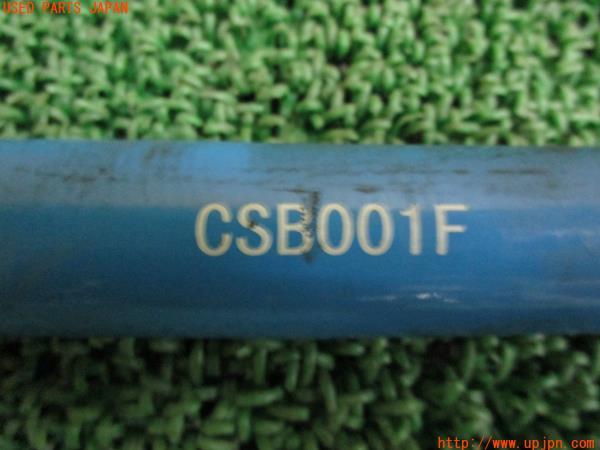 USED PARTS JAPAN
CSB001F
http://www.upjpn.com/